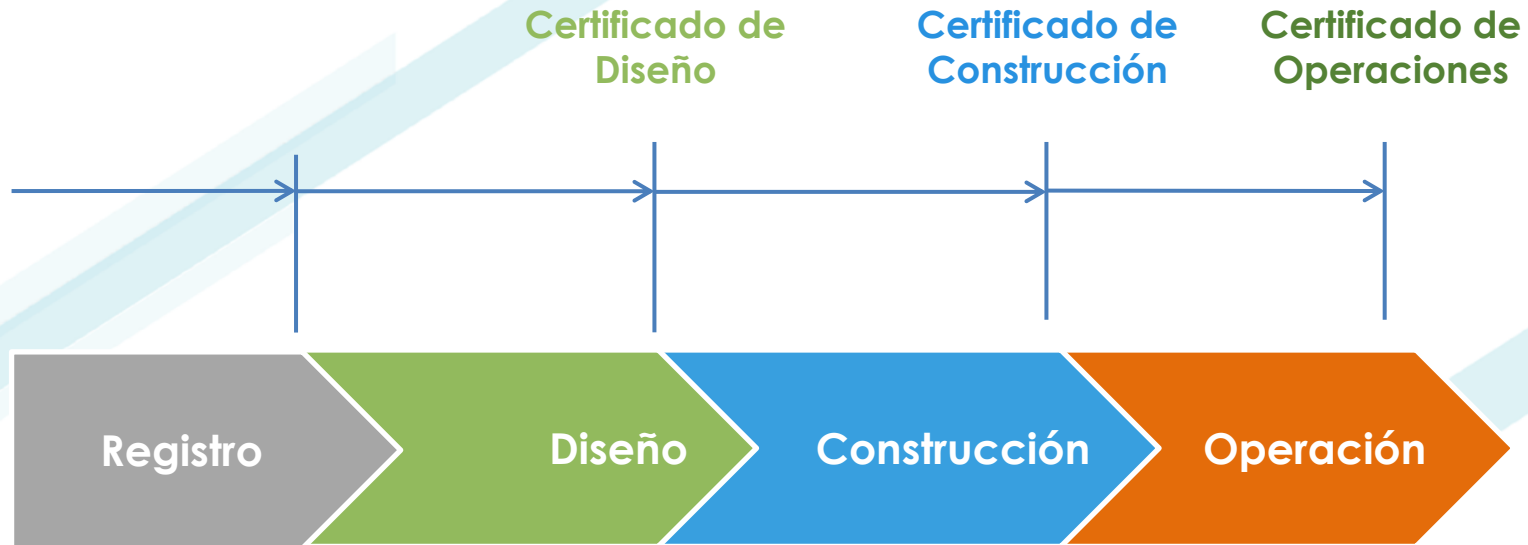 Certificado de
Diseño
Certificado de
Construcción
Certificado de
Operaciones
Registro
Diseño
Construcción
Operación